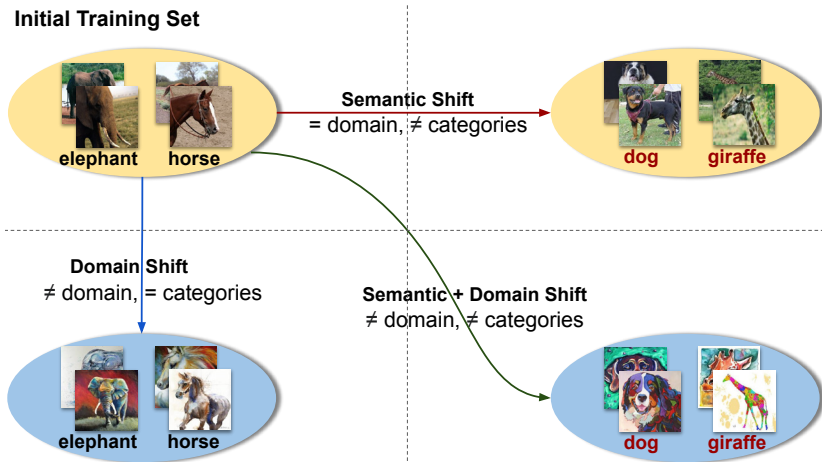 Initial Training Set
elephant
horse
Semantic Shift
= domain, ≠ categories
dog
giraffe
Domain Shift
≠ domain, = categories
Semantic + Domain Shift
≠ domain, ≠ categories
elephant
horse
dog
giraffe